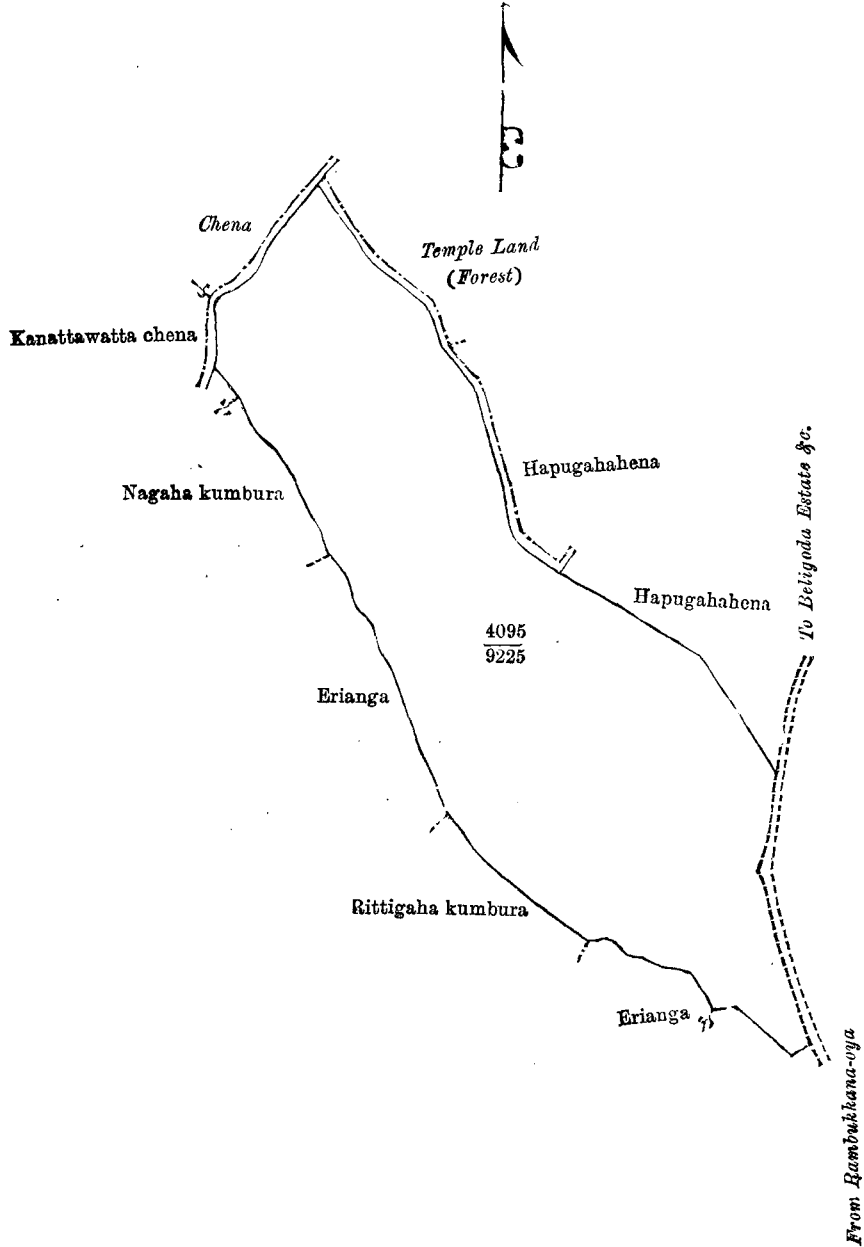 Chena
Temple Land
(Forest)
Kanattawatta chena
Hapugahahena
To Beligoda Estate &c.
Nagaha kumbura
Hapugahahena
4095
9225
Erianga
Rittigaha kumbura
Erianga
From Rambukkana-oya